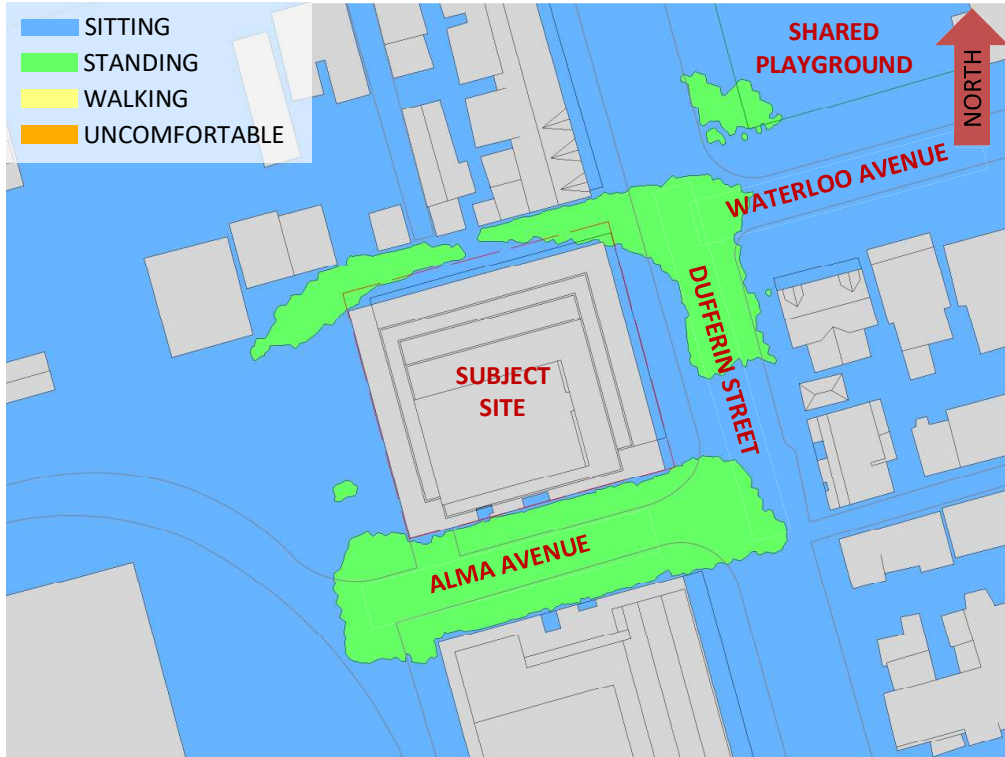 SITTING
STANDING
WALKING
UNCOMFORTABLE
SHARED
PLAYGROUND
NORTH
WATERLOO AVENUE
DUFFERIN STREET
SUBJECT
SITE
ALMA AVENUE